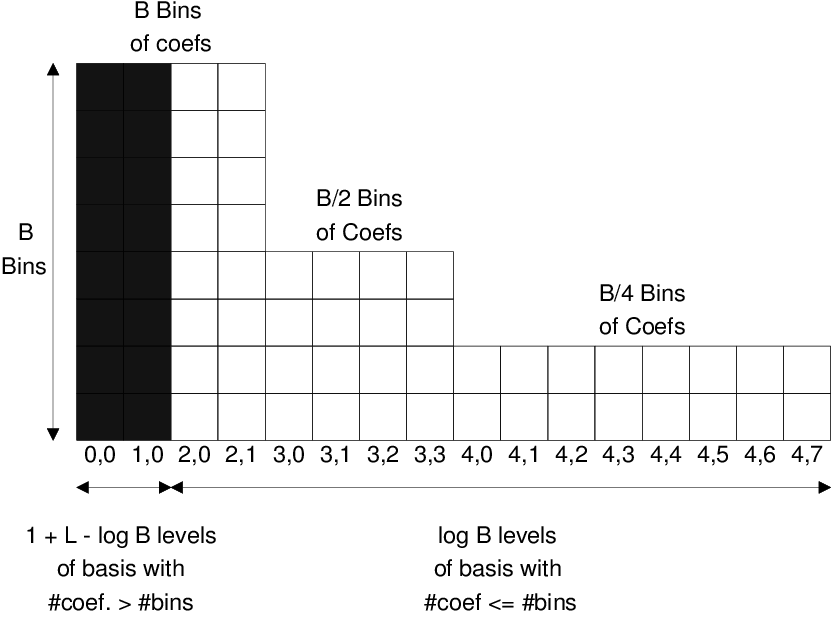 B Bins
of coefs
B/2 Bins
of Coefs
B
Bins
B/4 Bins
of Coefs
0,0 1,0 2,0 2,1 3,0 3,1 3,2 3,3 4,0 4,1 4,2 4,3 4,4 4,5 4,6 4,7
1 + L - log B levels
of basis with
#coef. > #bins
log B levels
of basis with
#coef <= #bins